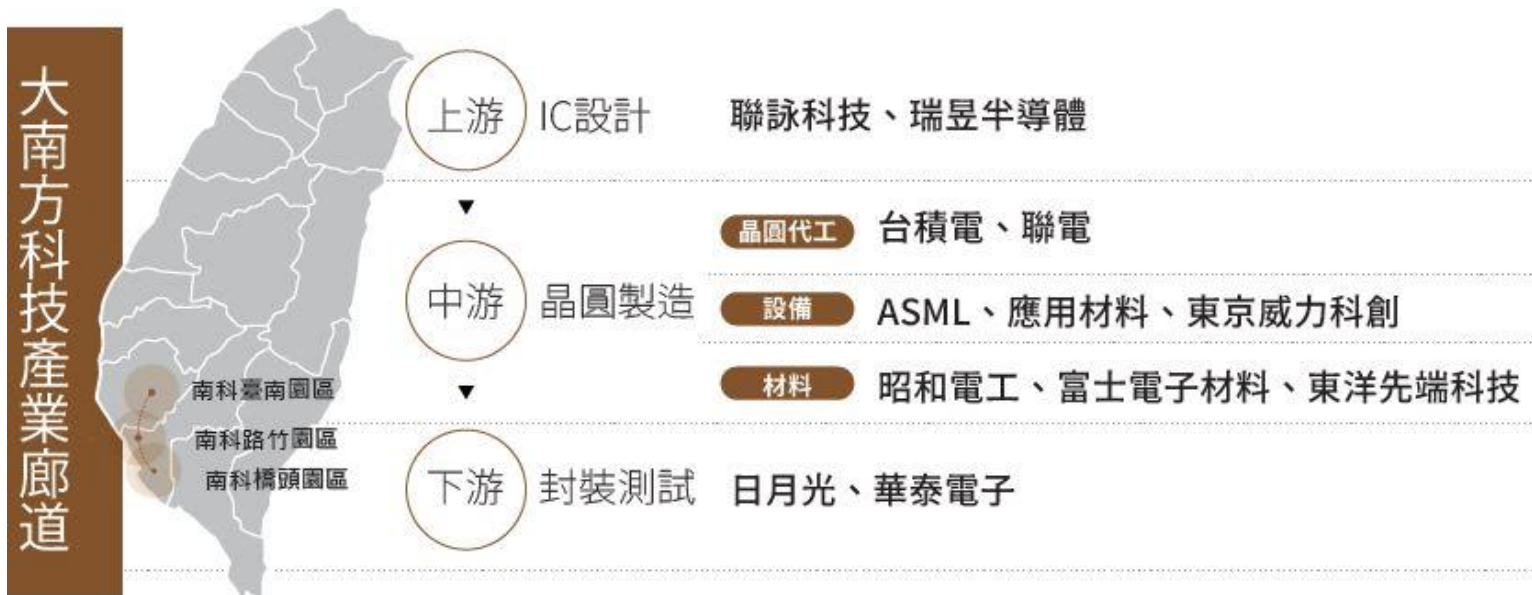 大南方科技產業廊道
上游 IC設計 聯詠科技、瑞昱半導體
▼
中游 晶圓製造
晶圓代工 台積電、聯電
設備 ASML、應用材料、東京威力科創
材料 昭和電工、富士電子材料、東洋先端科技
▼
下游 封裝測試 日月光、華泰電子
南科臺南園區
南科路竹園區
南科橋頭園區